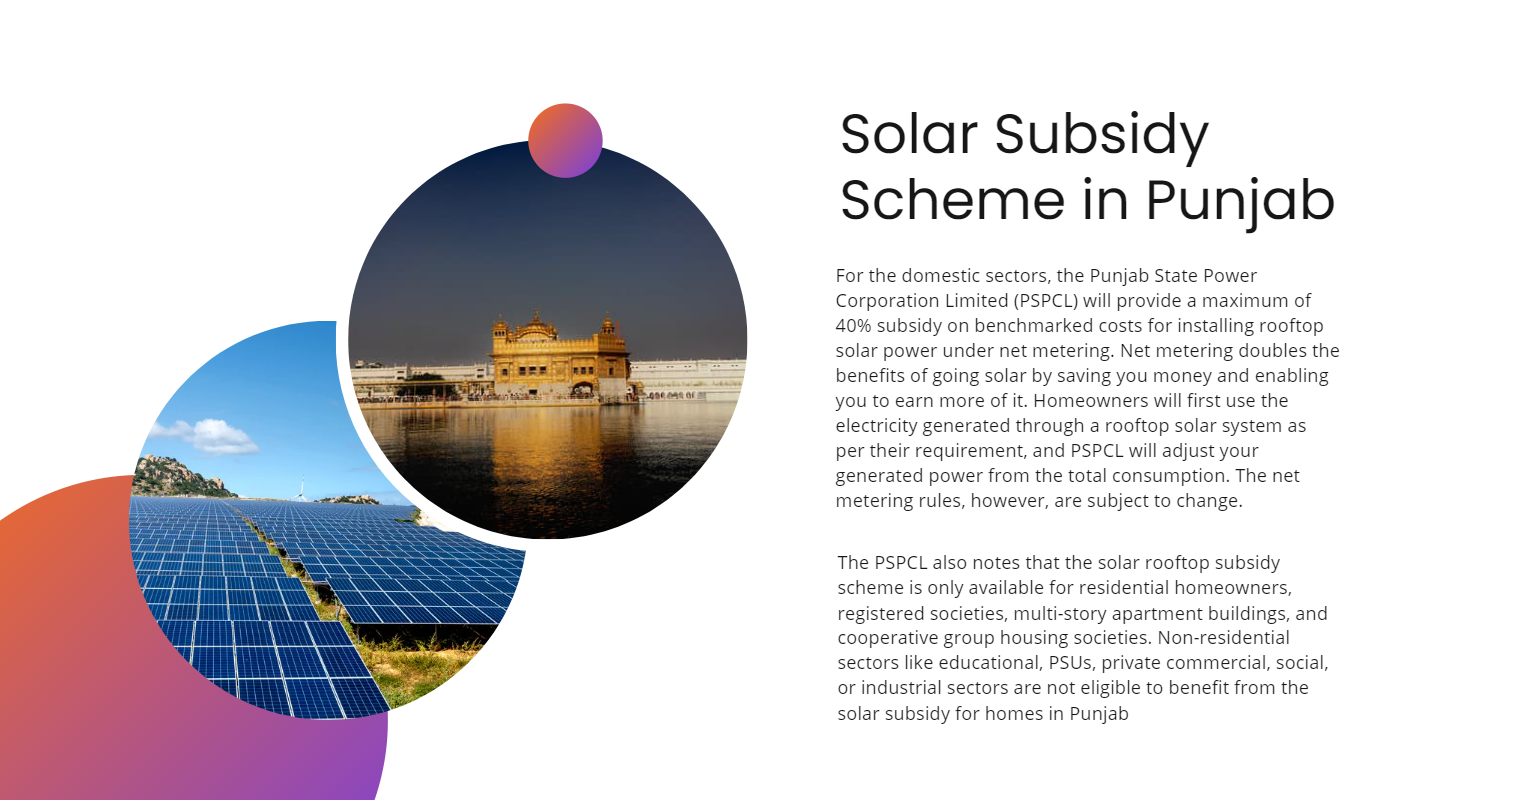 Solar Subsidy
Scheme in Punjab
For the domestic sectors, the Punjab State Power
Corporation Limited (PSPCL) will provide a maximum of
40% subsidy on benchmarked costs for installing rooftop
solar power under net metering. Net metering doubles the
benefits of going solar by saving you money and enabling
you to earn more of it. Homeowners will first use the
electricity generated through a rooftop solar system as
per their requirement, and PSPCL will adjust your
generated power from the total consumption. The net
metering rules, however, are subject to change.
The PSPCL also notes that the solar rooftop subsidy
scheme is only available for residential homeowners,
registered societies, multi-story apartment buildings, and
cooperative group housing societies. Non-residential
sectors like educational, PSUs, private commercial, social,
or industrial sectors are not eligible to benefit from the
solar subsidy for homes in Punjab